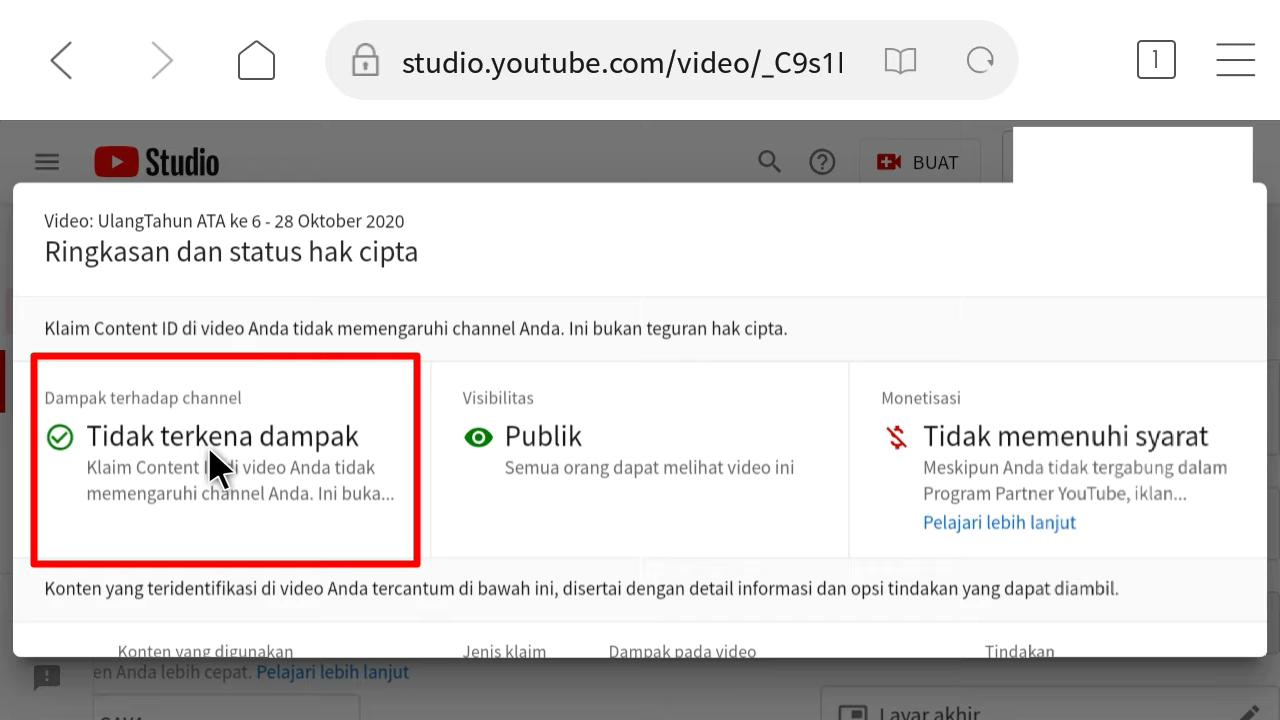 1
studio.youtube.com/video/_C9s1
Studio
BUAT
Video: UlangTahun ATA ke 6 - 28 Oktober 2020
Ringkasan dan status hak cipta
Klaim Content ID di video Anda tidak memengaruhi channel Anda. Ini bukan teguran hak cipta.
Dampak terhadap channel
Tidak terkena dampak
Klaim Content di video Anda tidak
memengaruhi channel Anda. Ini buka...
Visibilitas
Publik
Semua orang dapat melihat video ini
Monetisasi
Tidak memenuhi syarat
Meskipun Anda tidak tergabung dalam
Program Partner YouTube, iklan...
Pelajari lebih lanjut
Konten yang teridentifikasi di video Anda tercantum di bawah ini, disertai dengan detail informasi dan opsi tindakan yang dapat diambil.
Konten yang digunakan
Jenis klaim
Dampak pada video
Tindakan
en Anda lebih cepat. Pelajari lebih lanjut
Layar akhir